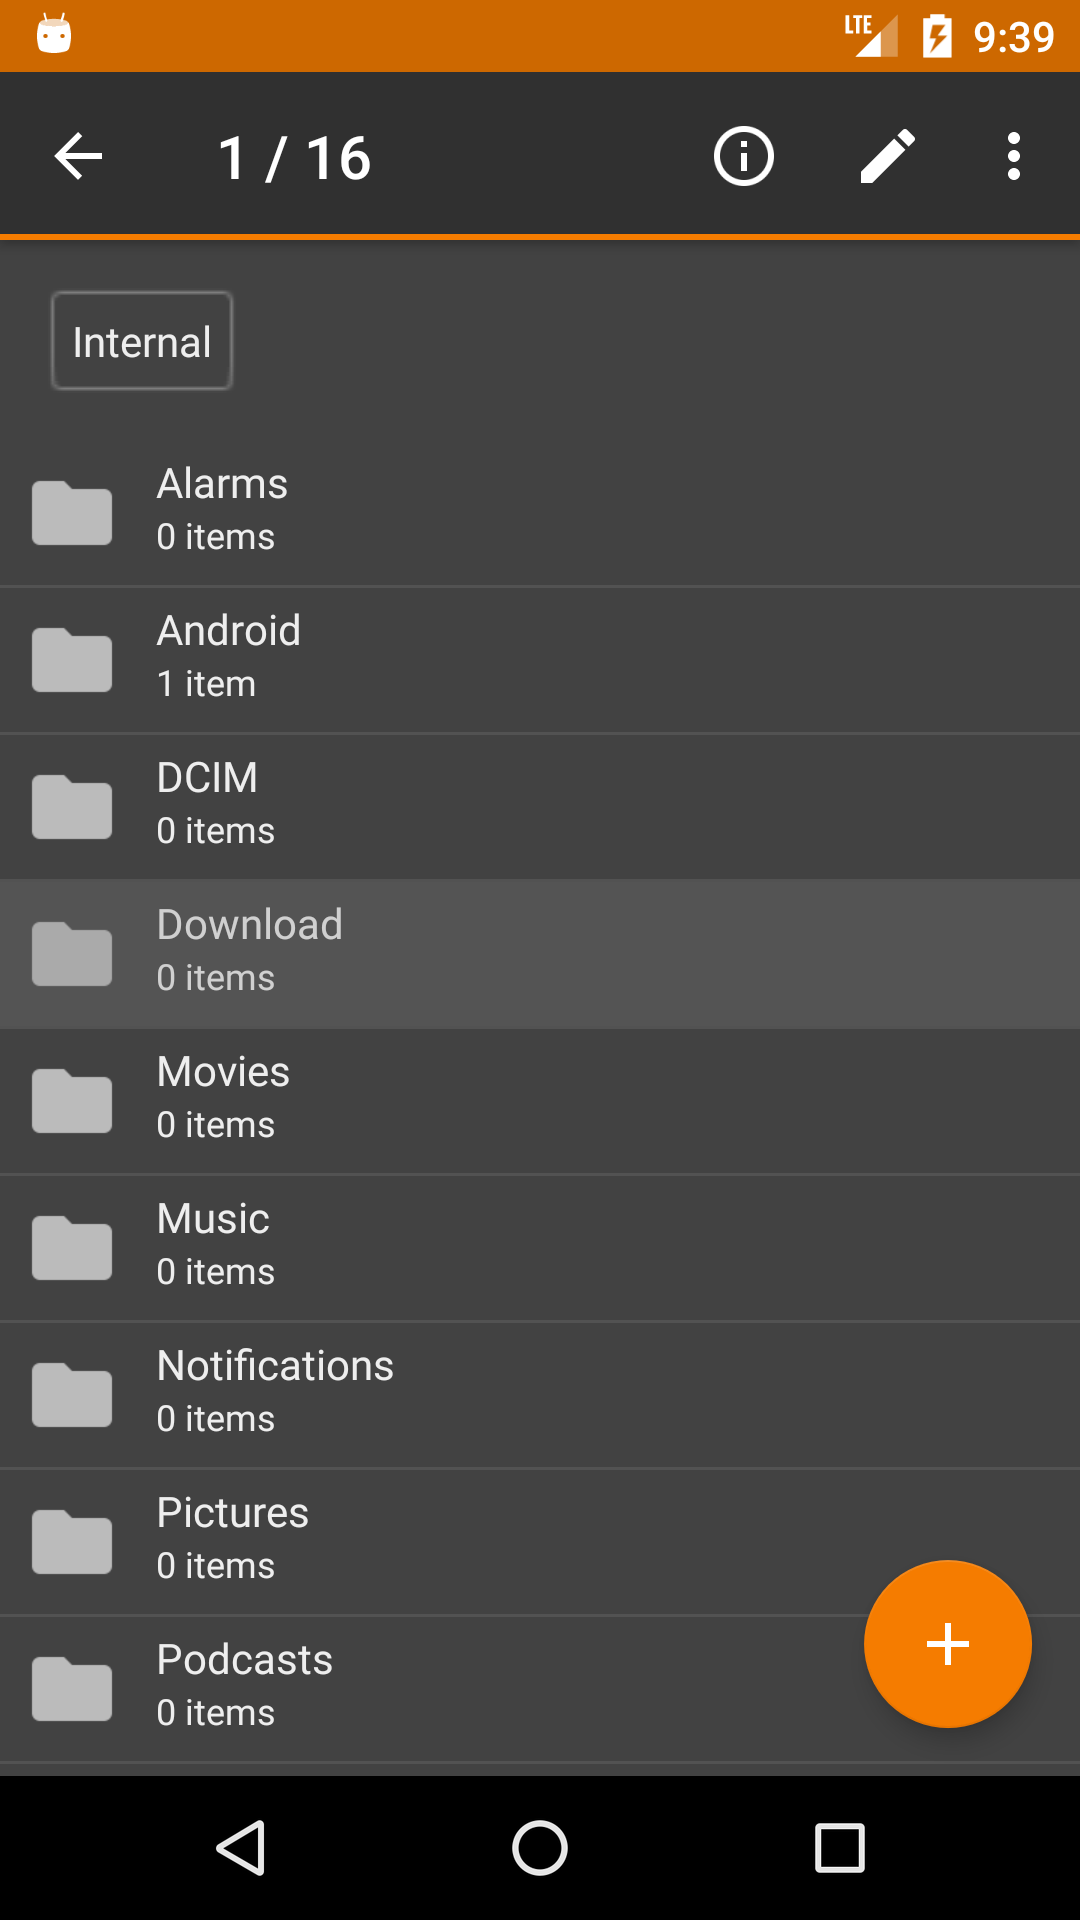 LTE 9:39
1 / 16
Internal
Alarms
0 items
Android
1 item
DCIM
0 items
Download
0 items
Movies
0 items
Music
0 items
Notifications
0 items
Pictures
0 items
Podcasts
0 items